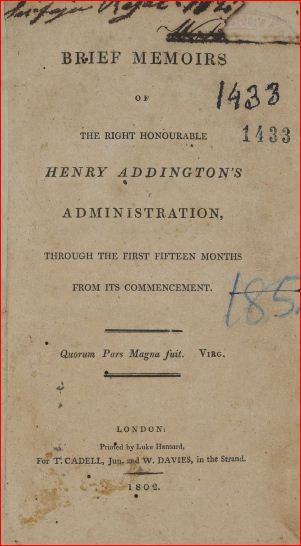 1824
BRIEF MEMOIRS
OF
1433
THE RIGHT HONOURABLE
1433
HENRY ADDINGTON'S
ADMINISTRATION,
THROUGH THE FIRST FIFTEEN MONTHS
FROM ITS COMMENCEMENT.
185
Quorum Pars Magna fuit. VIRG.
LONDON:
Printed by Luke Hansard,
For T. CADELL, Jun. and W. DAVIES, in the Strand.
1802.